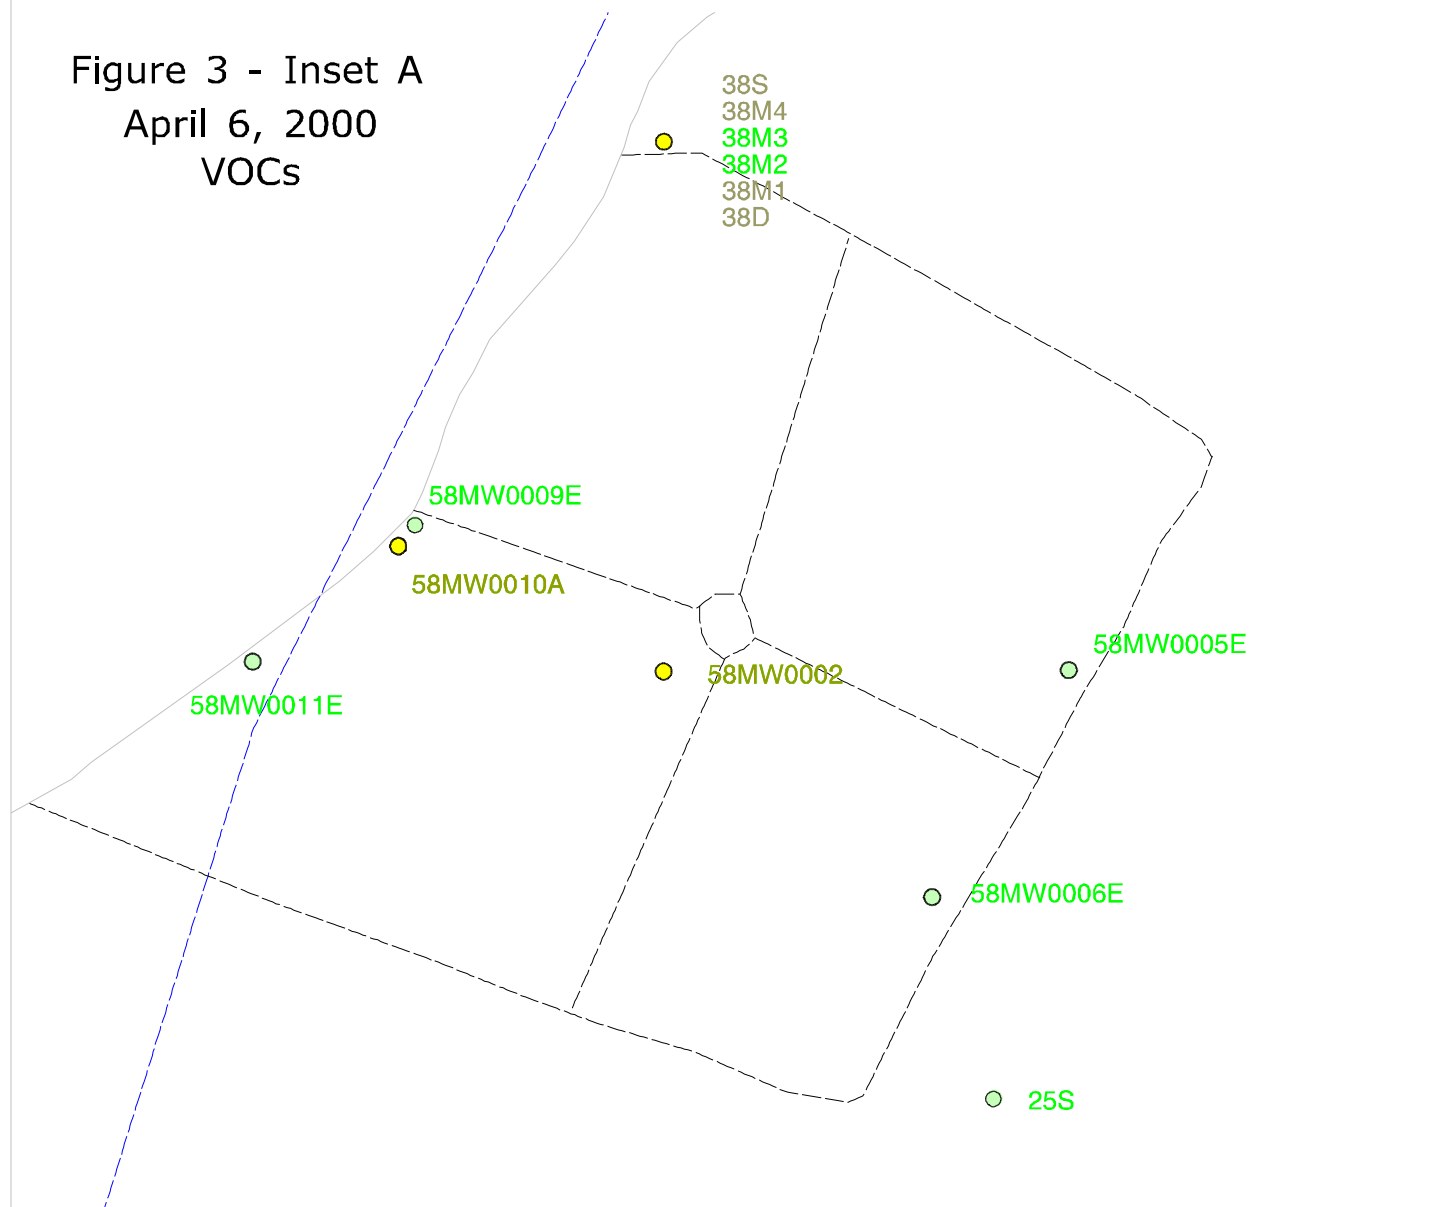 Figure 3 - Inset A
April 6, 2000
VOCs
38S
38M4
38M3
38M2
38M1
38D
58MW0009E
58MW0010A
58MW0005E
58MW0002
58MW0011E
58MW0006E
25S